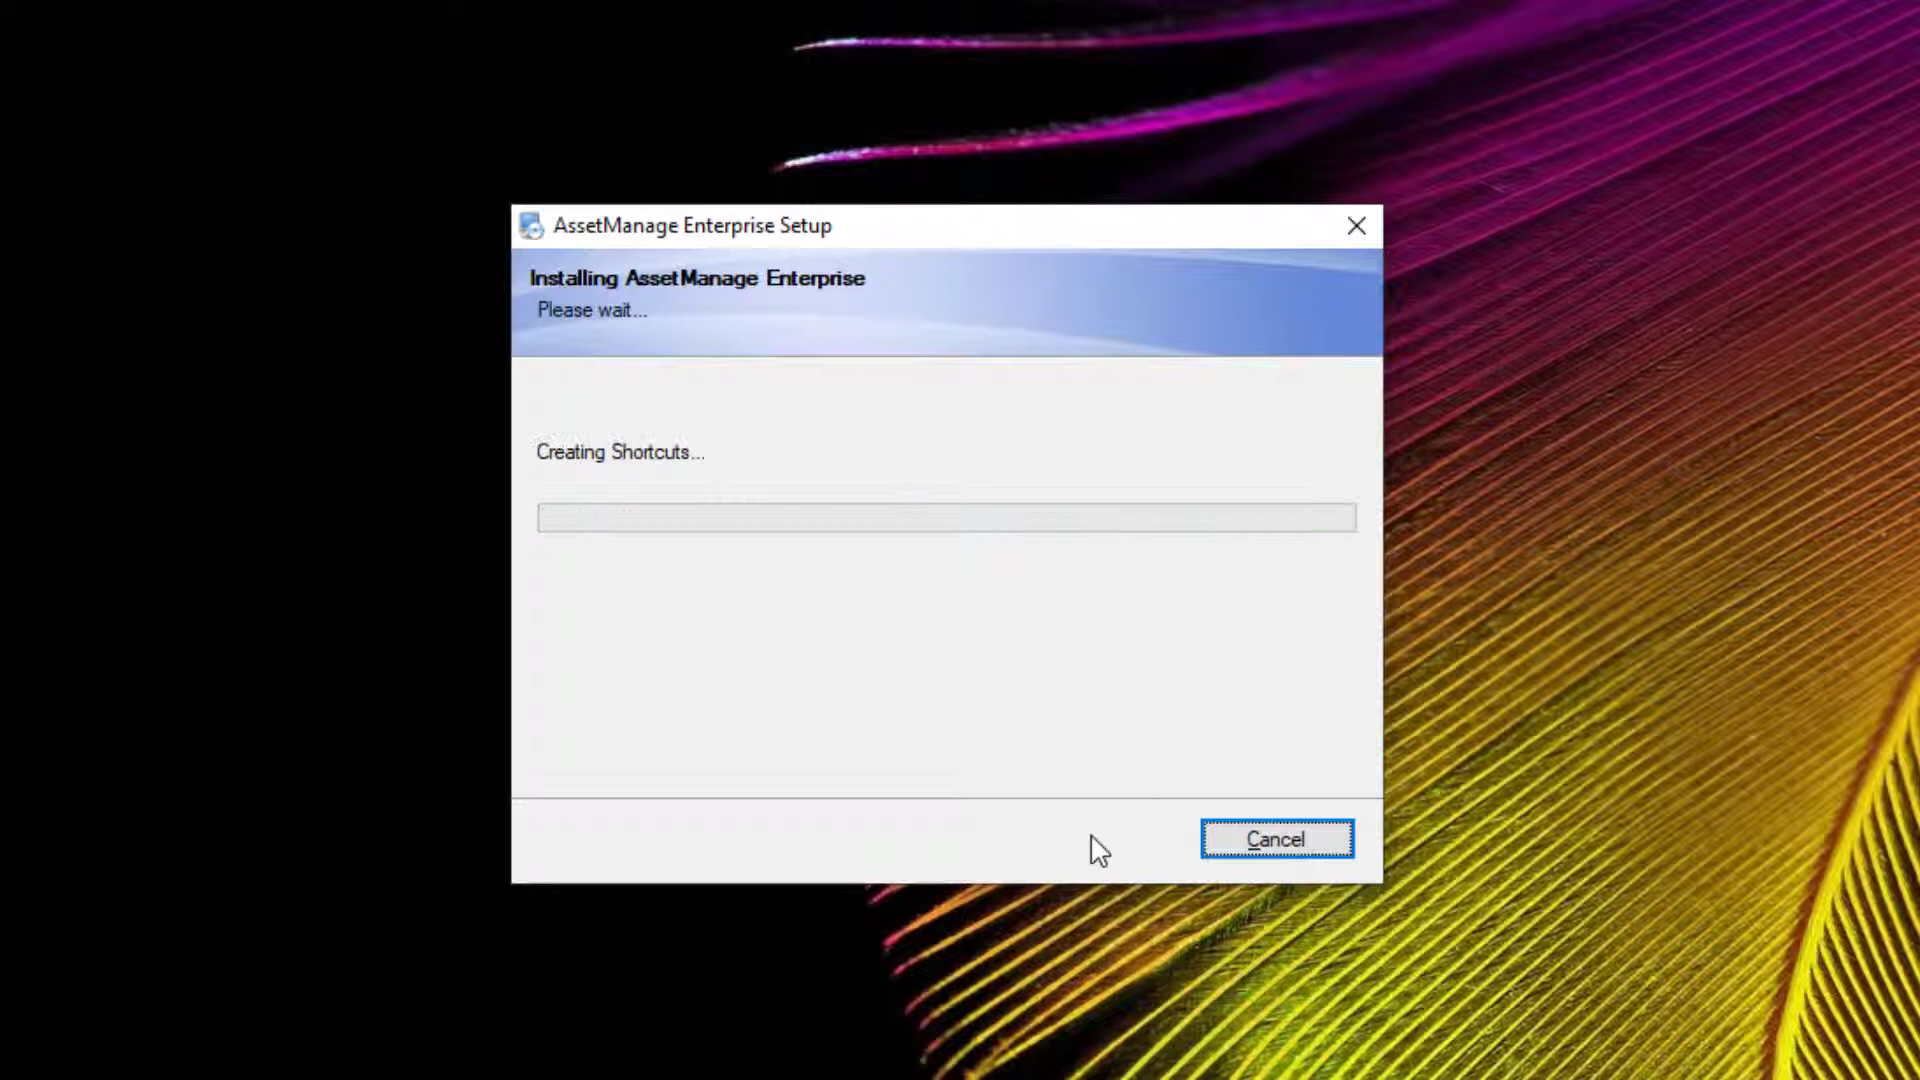 AssetManage Enterprise Setup
Installing AssetManage Enterprise
Please wait...
Creating Shortcuts...
Cancel